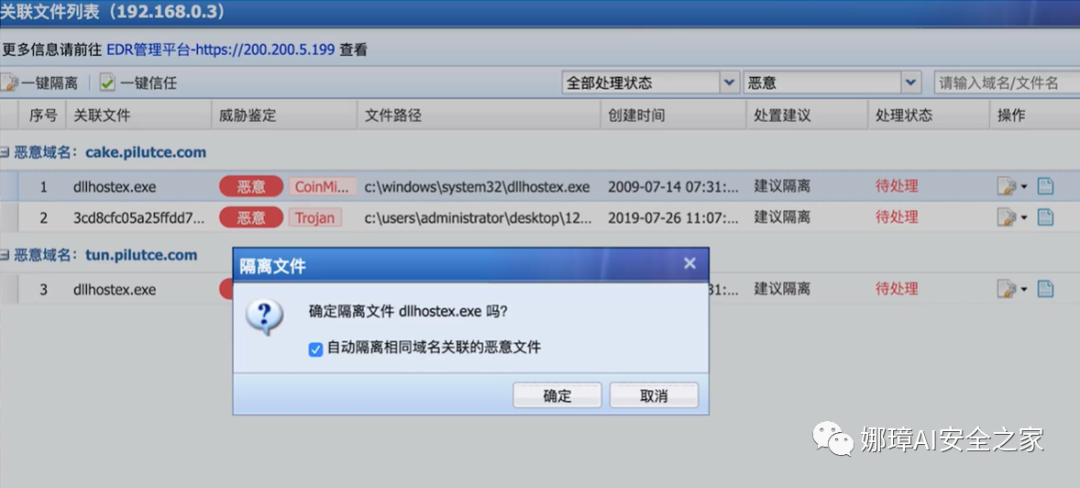 关联文件列表（192.168.0.3）
更多信息请前往 EDR管理平台-https://200.200.5.199 查看
一键隔离 一键信任 全部处理状态 恶意 请输入域名/文件名
序号 关联文件 威胁鉴定 文件路径 创建时间 处置建议 处理状态 操作
恶意域名：cake.pilutce.com
1 dllhostex.exe 恶意 CoinMi... c:\windows\system32\dllhostex.exe 2009-07-14 07:31:... 建议隔离 待处理
2 3cd8cfc05a25ffdd7... 恶意 Trojan c:\users\administrator\desktop\12... 2019-07-26 11:07:... 建议隔离 待处理
恶意域名：tun.pilutce.com
隔离文件
3 dllhostex.exe 31:... 建议隔离 待处理
确定隔离文件 dllhostex.exe 吗?
自动隔离相同域名关联的恶意文件
确定 取消
娜璋AI安全之家